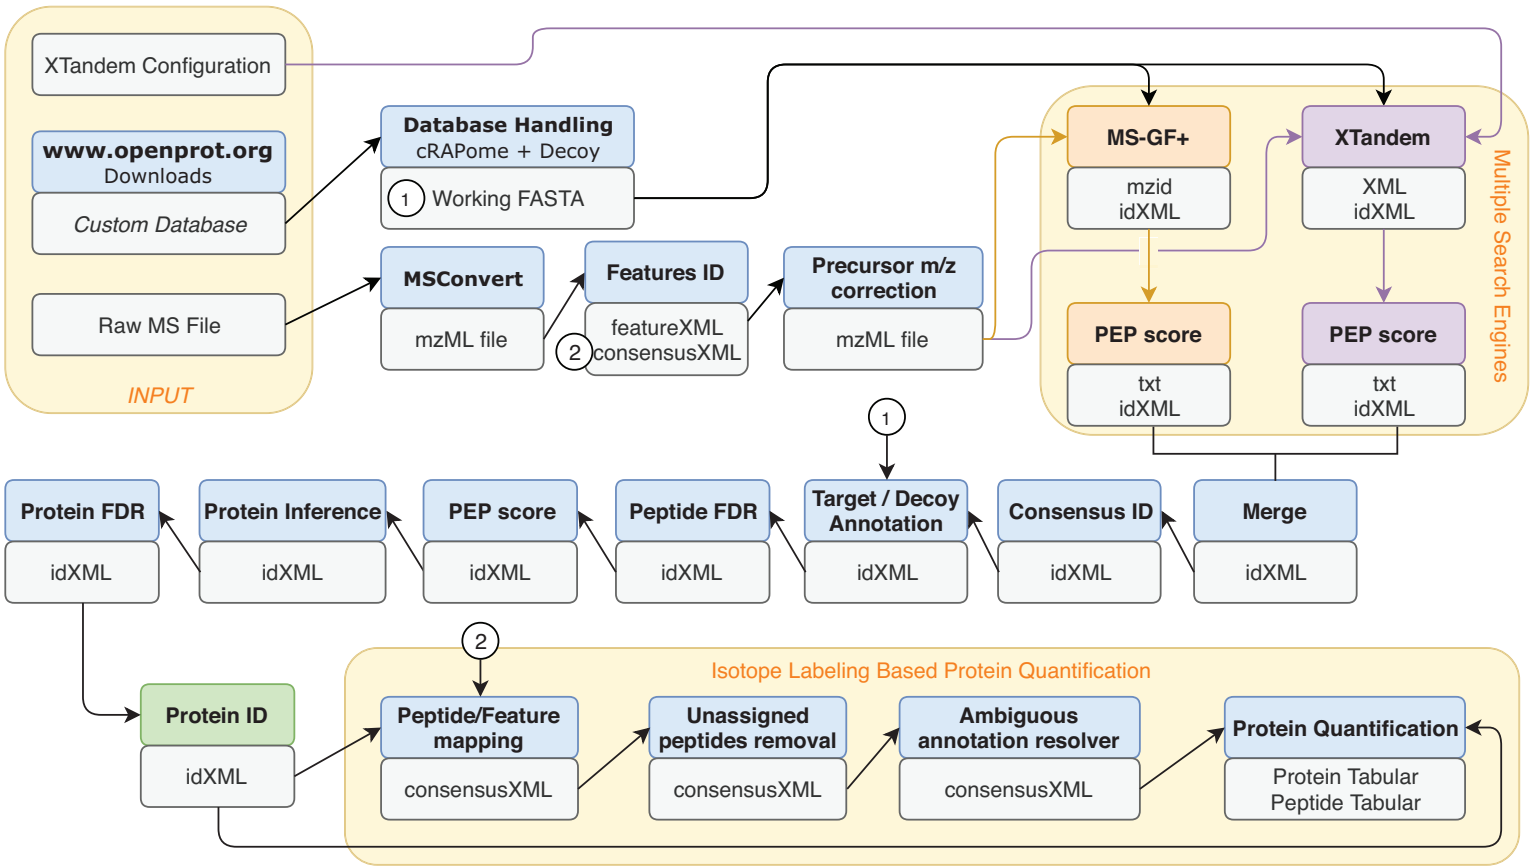 XTandem Configuration
www.openprot.org
Downloads
Custom Database
Raw MS File
INPUT
Database Handling
cRAPome + Decoy
1 Working FASTA
MSConvert
mzML file
Features ID
featureXML
2 consensusXML
Precursor m/z
correction
mzML file
MS-GF+
mzid
idXML
XTandem
XML
idXML
PEP score
txt
idXML
PEP score
txt
idXML
Multiple Search Engines
1
Protein FDR
idXML
Protein Inference
idXML
PEP score
idXML
Peptide FDR
idXML
Target / Decoy
Annotation
idXML
Consensus ID
idXML
Merge
idXML
2
Isotope Labeling Based Protein Quantification
Protein ID
idXML
Peptide/Feature
mapping
consensusXML
Unassigned
peptides removal
consensusXML
Ambiguous
annotation resolver
consensusXML
Protein Quantification
Protein Tabular
Peptide Tabular